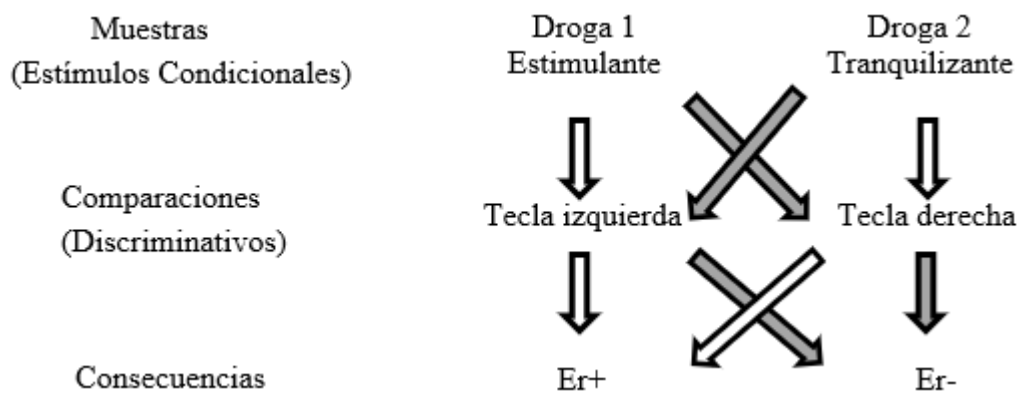 Muestras
(Estímulos Condicionales)
Droga 1
Estimulante
Droga 2
Tranquilizante
Comparaciones
(Discriminativos)
Tecla izquierda
Tecla derecha
Consecuencias
Er+
Er-